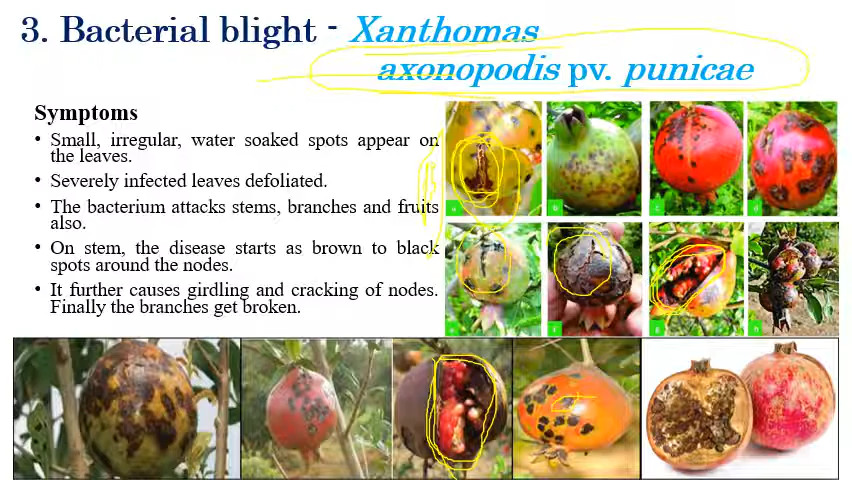 3. Bacterial blight - Xanthomas
axonopodis pv. punicae
Symptoms
• Small, irregular, water soaked spots appear on
the leaves.
• Severely infected leaves defoliated.
• The bacterium attacks stems, branches and fruits
also.
• On stem, the disease starts as brown to black
spots around the nodes.
• It further causes girdling and cracking of nodes.
Finally the branches get broken.
a b c d
e f g h